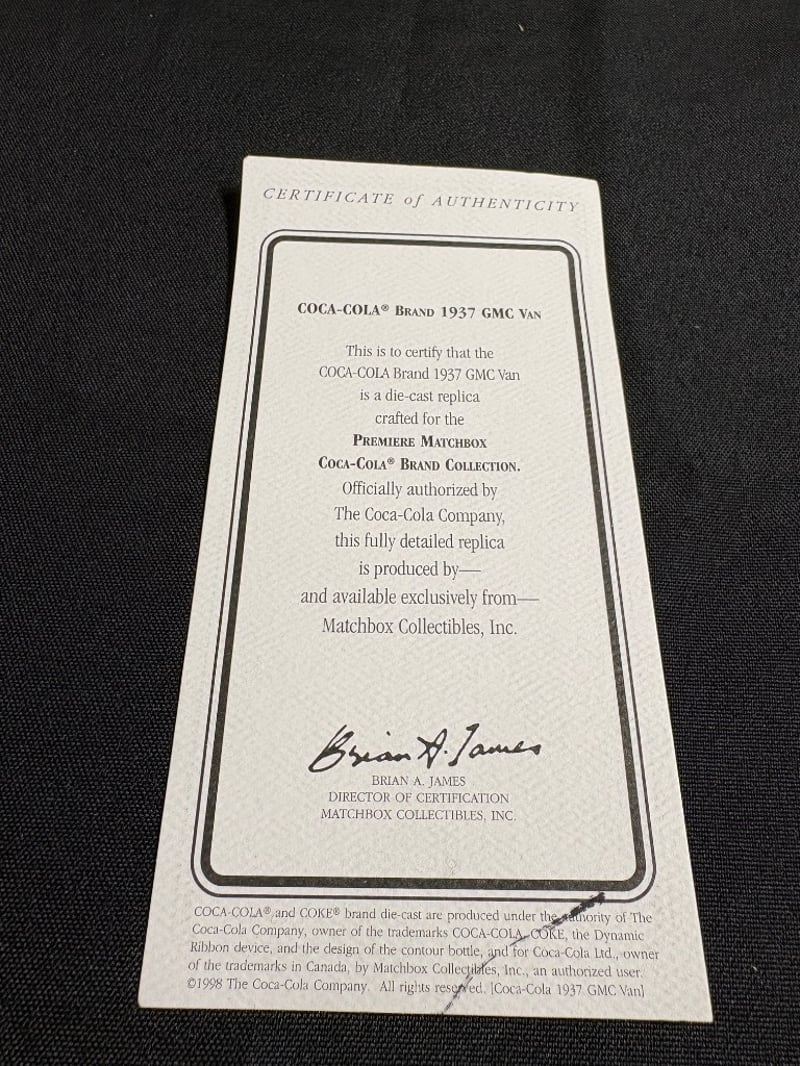 CERTIFICATE of AUTHENTICITY
COCA-COLA® BRAND 1937 GMC VAN
This is to certify that the
COCA-COLA Brand 1937 GMC Van
is a die-cast replica
crafted for the
PREMIERE MATCHBOX
COCA-COLA® BRAND COLLECTION.
Officially authorized by
The Coca-Cola Company,
this fully detailed replica
is produced by—
and available exclusively from—
Matchbox Collectibles, Inc.
Brian A. James
BRIAN A. JAMES
DIRECTOR OF CERTIFICATION
MATCHBOX COLLECTIBLES, INC.
COCA-COLA® and COKE® brand die-cast are produced under the authority of The
Coca-Cola Company, owner of the trademarks COCA-COLA, COKE, the Dynamic
Ribbon device, and the design of the contour bottle, and for Coca-Cola Ltd., owner
of the trademarks in Canada, by Matchbox Collectibles, Inc., an authorized user.
©1998 The Coca-Cola Company. All rights reserved. [Coca-Cola 1937 GMC Van]